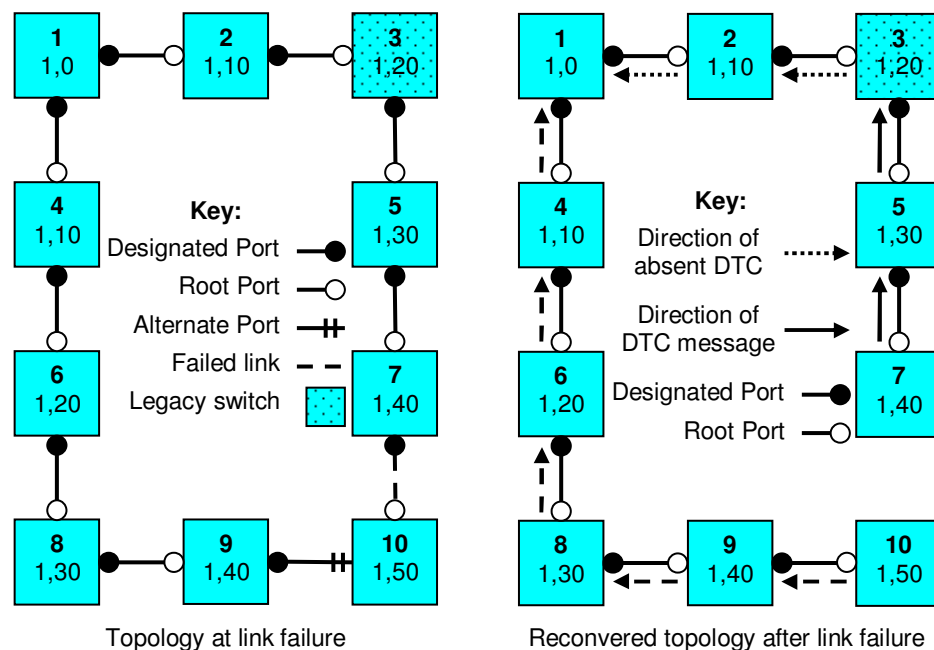 1
1,0
2
1,10
3
1,20
4
1,10
Key:
Designated Port
Root Port
Alternate Port
Failed link
Legacy switch
5
1,30
6
1,20
7
1,40
8
1,30
9
1,40
10
1,50
Topology at link failure
1
1,0
2
1,10
3
1,20
4
1,10
Key:
Direction of
absent DTC
Direction of
DTC message
Designated Port
Root Port
5
1,30
6
1,20
7
1,40
8
1,30
9
1,40
10
1,50
Reconvered topology after link failure